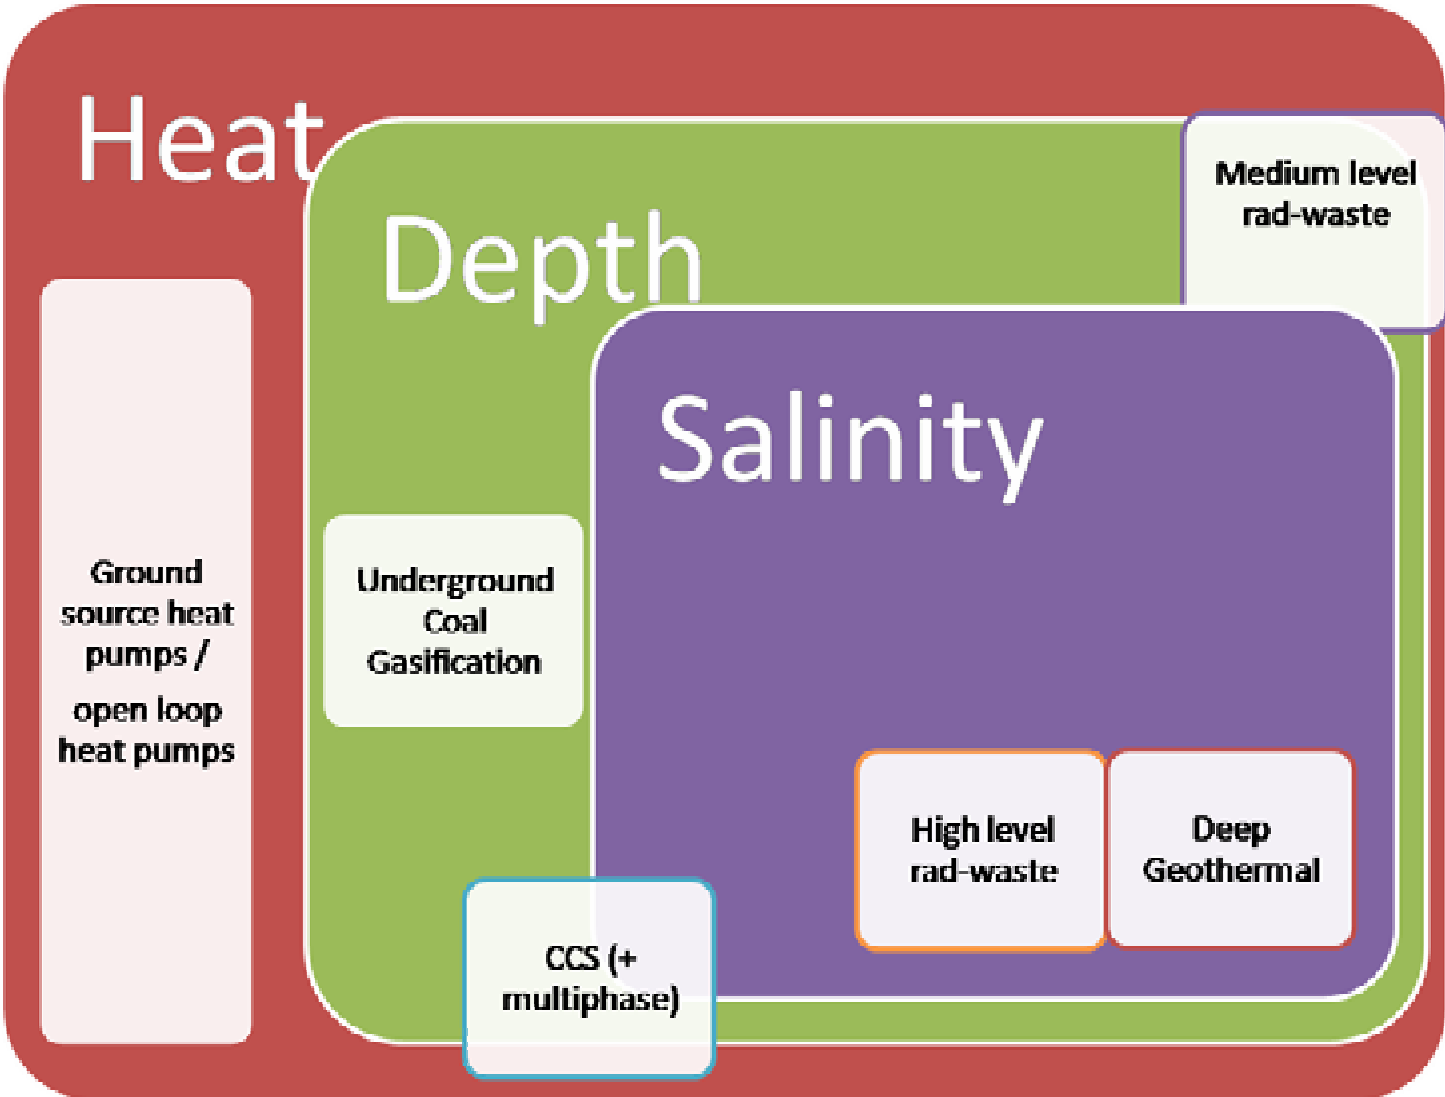 Heat
Depth
Medium level
rad-waste
Salinity
Ground
source heat
pumps /
open loop
heat pumps
Underground
Coal
Gasification
High level
rad-waste
Deep
Geothermal
CCS (+
multiphase)